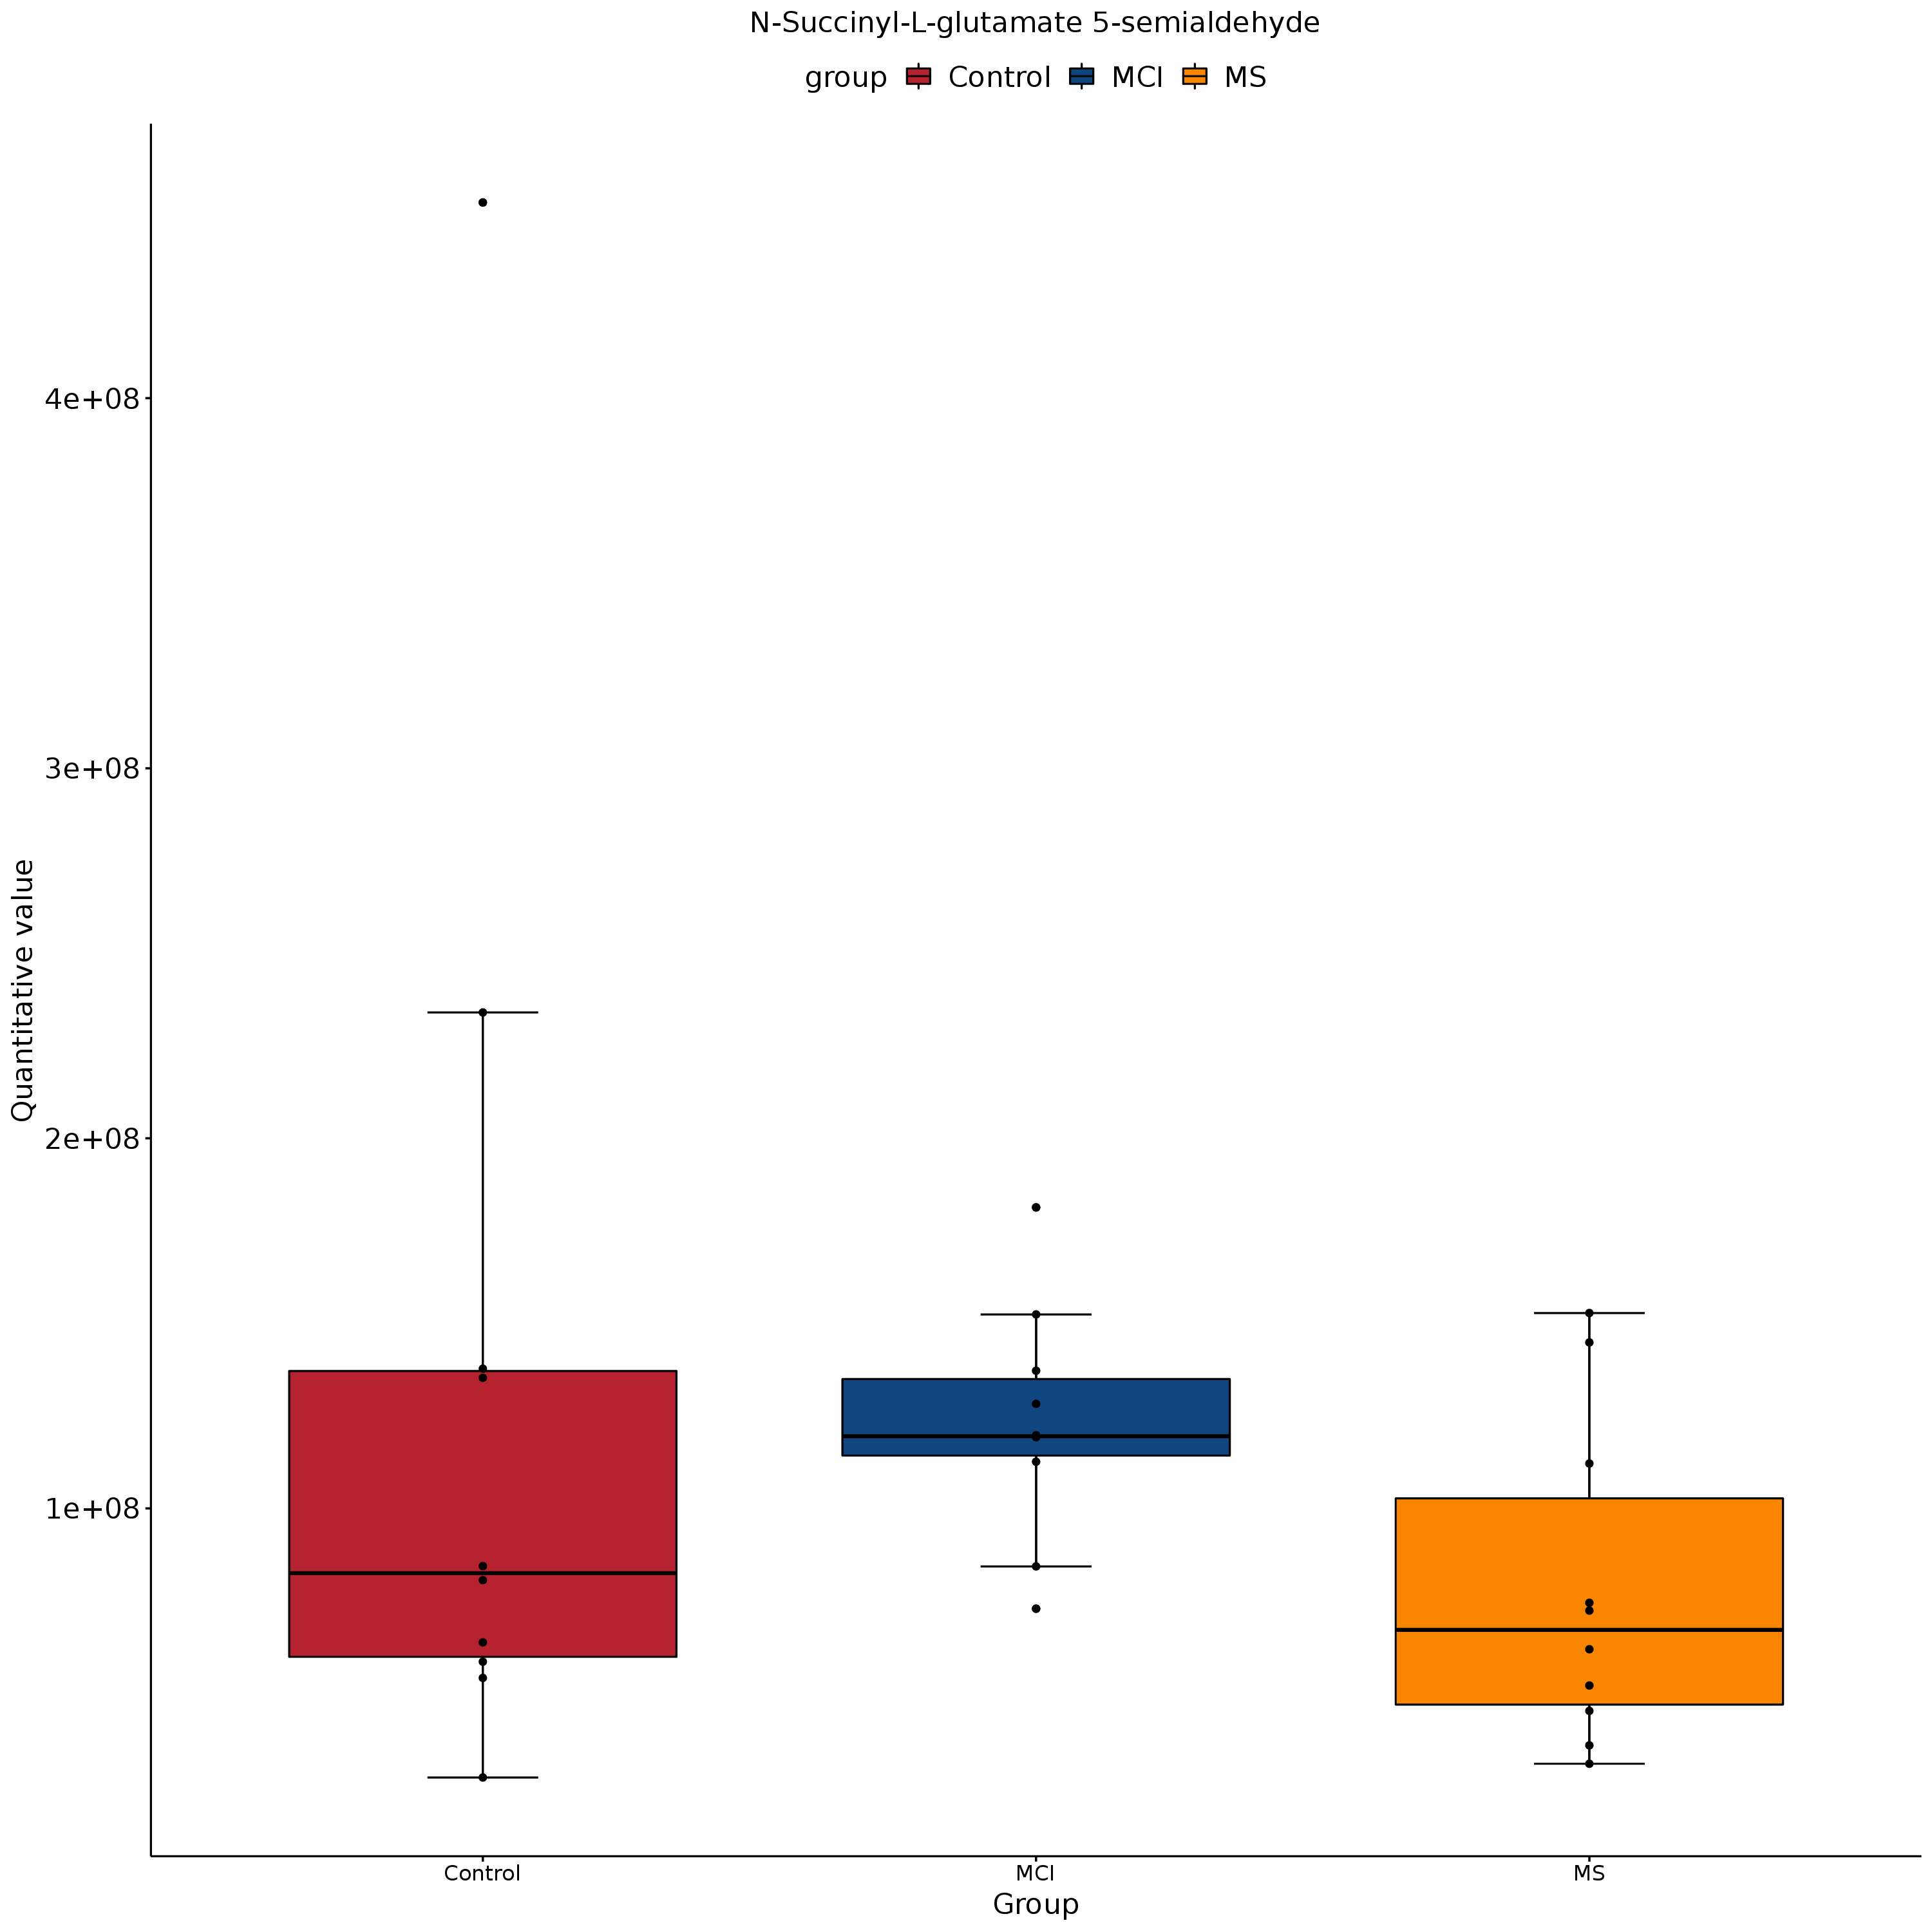 N-Succinyl-L-glutamate 5-semialdehyde
group Control MCI MS
4e+08
3e+08
2e+08
1e+08
Quantitative value
Control MCI MS
Group